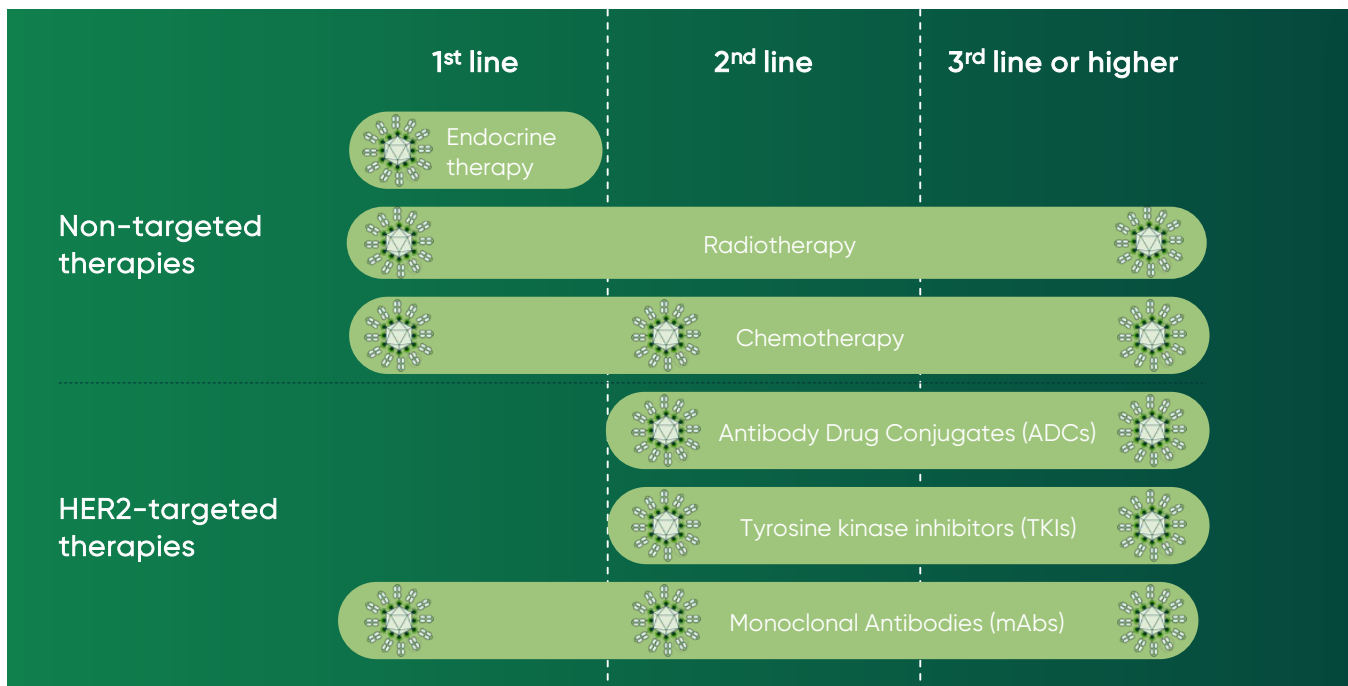 1st line
2nd line
3rd line or higher
Non-targeted
therapies
Endocrine
therapy
Radiotherapy
Chemotherapy
HER2-targeted
therapies
Antibody Drug Conjugates (ADCs)
Tyrosine kinase inhibitors (TKIs)
Monoclonal Antibodies (mAbs)